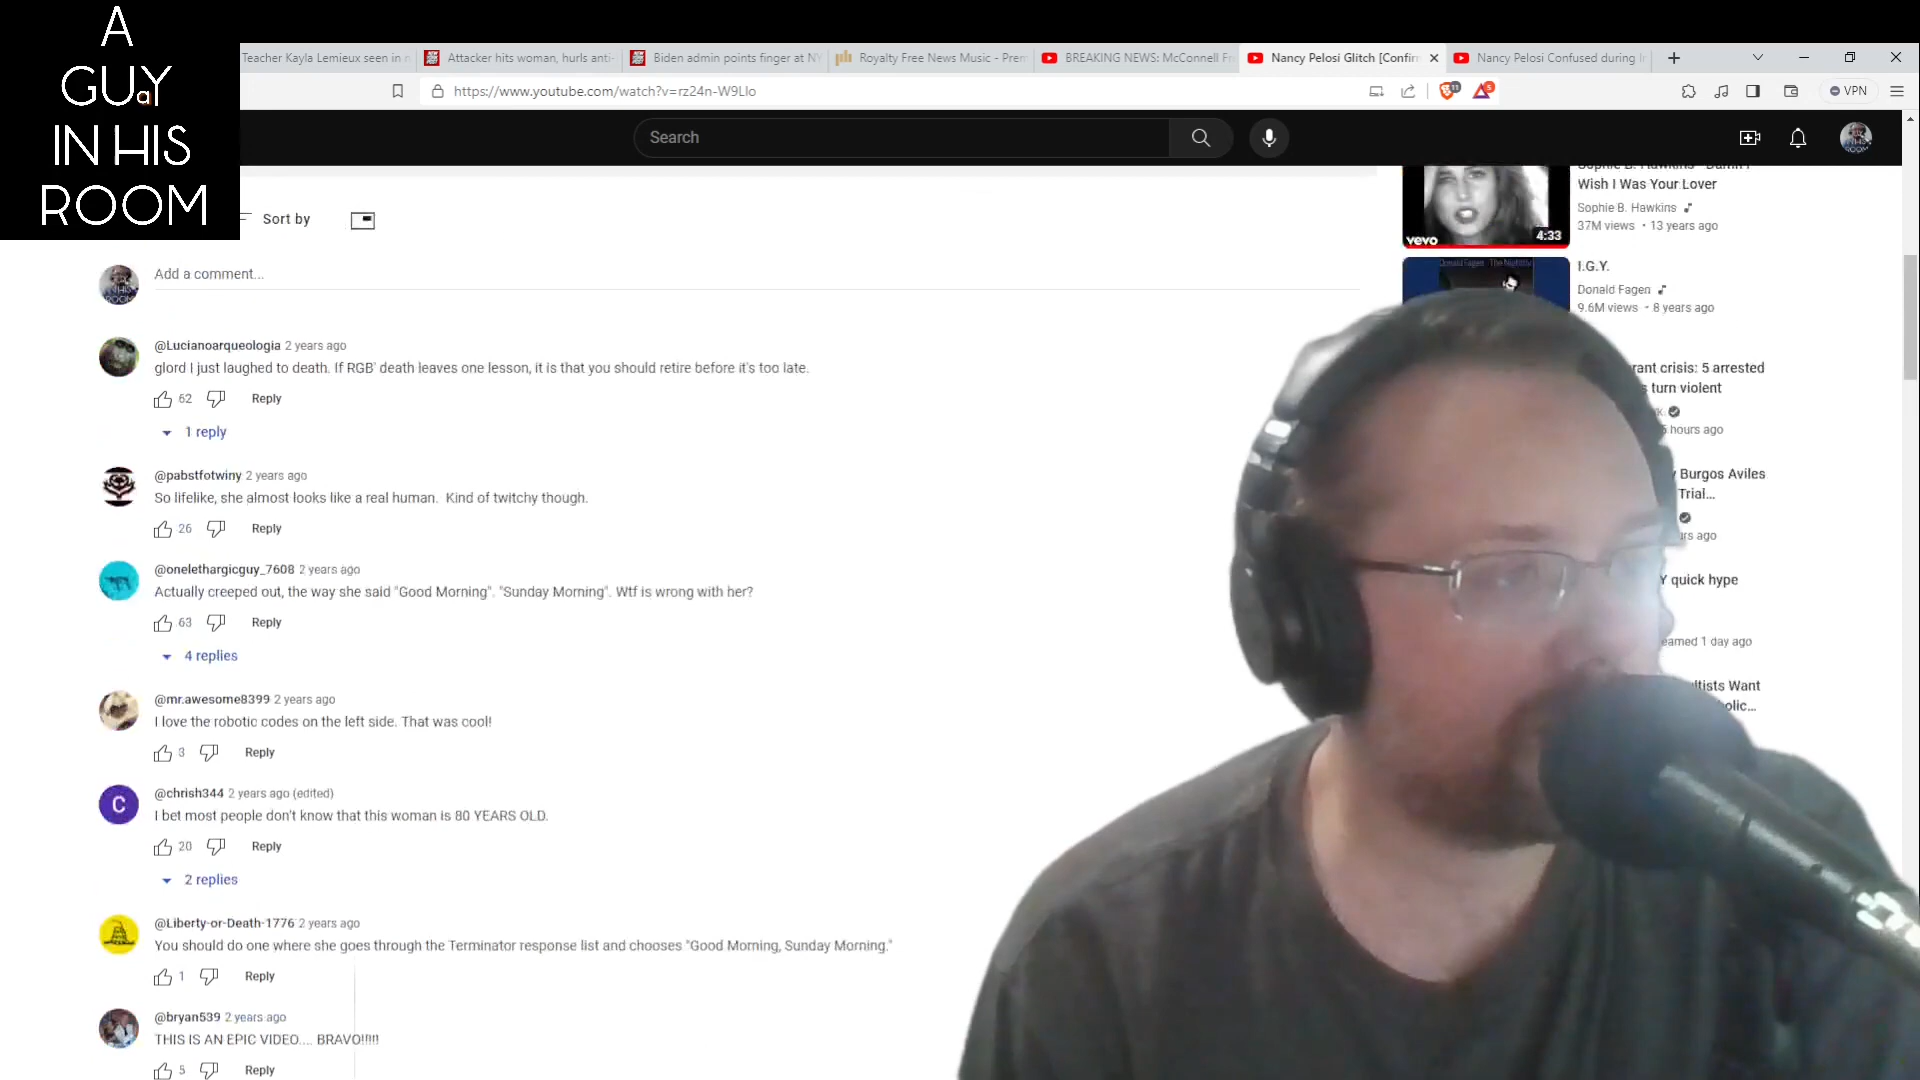 A
GUaY
IN HIS
ROOM
Teacher Kayla Lemieux seen in
Attacker hits woman, hurls anti-
Biden admin points finger at NY
Royalty Free News Music - Prem
BREAKING NEWS: McConnell Fr
Nancy Pelosi Glitch [Confirm
Nancy Pelosi Confused during In
https://www.youtube.com/watch?v=rz24n-W9LIo
VPN
Search
Sort by
Add a comment...
@Lucianoarqueologia 2 years ago
glord I just laughed to death. If RGB' death leaves one lesson, it is that you should retire before it's too late.
62 Reply
1 reply
@pabstfotwiny 2 years ago
So lifelike, she almost looks like a real human. Kind of twitchy though.
26 Reply
@onelethargicguy_7608 2 years ago
Actually creeped out, the way she said "Good Morning". "Sunday Morning". Wtf is wrong with her?
63 Reply
4 replies
@mr.awesome8399 2 years ago
I love the robotic codes on the left side. That was cool!
3 Reply
C
@chrish344 2 years ago (edited)
I bet most people don't know that this woman is 80 YEARS OLD.
20 Reply
2 replies
@Liberty-or-Death-1776 2 years ago
You should do one where she goes through the Terminator response list and chooses "Good Morning, Sunday Morning."
1 Reply
@bryan539 2 years ago
THIS IS AN EPIC VIDEO.... BRAVO!!!!!
5 Reply
Sophie B. Hawkins - Damn I
Wish I Was Your Lover
Sophie B. Hawkins
37M views • 13 years ago
vevo
4:33
I.G.Y.
Donald Fagen
9.6M views • 8 years ago
rant crisis: 5 arrested
s turn violent
hours ago
y Burgos Aviles
Trial...
urs ago
Y quick hype
eamed 1 day ago
ultists Want
olic...